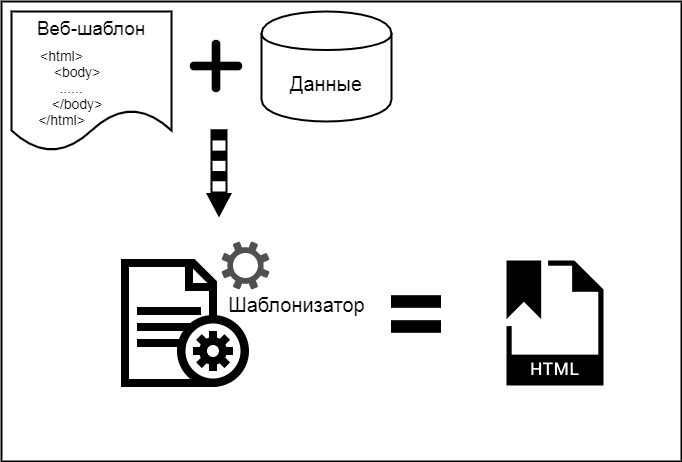 Веб-шаблон
<html>
<body>
......
</body>
</html>
Данные
Шаблонизатор
HTML